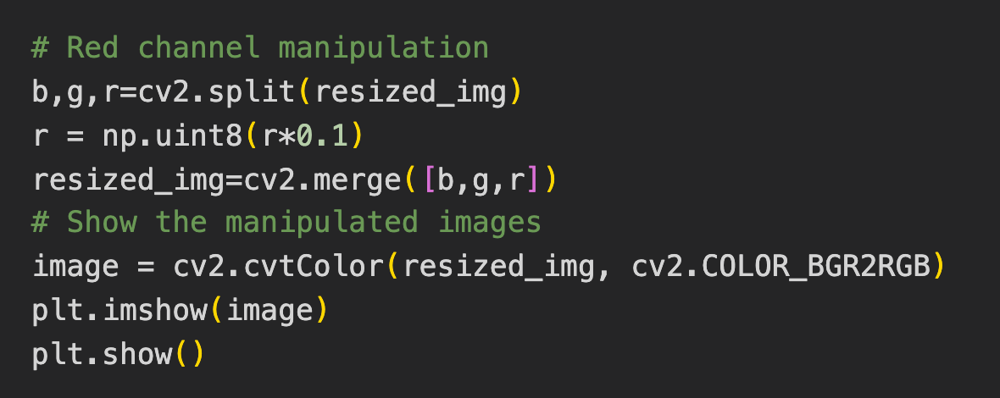 # Red channel manipulation
b,g,r=cv2.split(resized_img)
r = np.uint8(r*0.1)
resized_img=cv2.merge([b,g,r])
# Show the manipulated images
image = cv2.cvtColor(resized_img, cv2.COLOR_BGR2RGB)
plt.imshow(image)
plt.show()